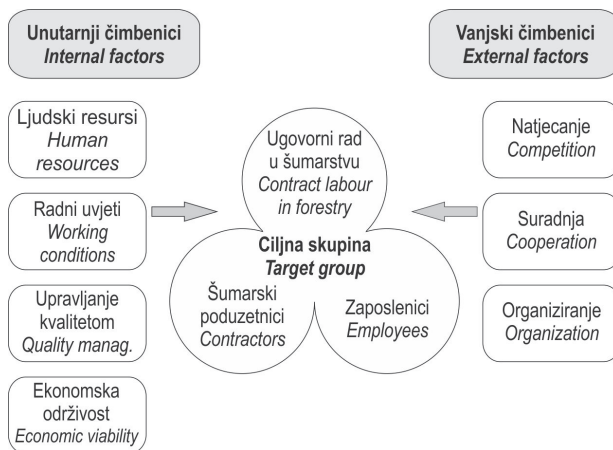 Unutarnji čimbenici
Internal factors
Ljudski resursi
Human
resources
Radni uvjeti
Working
conditions
Upravljanje
kvalitetom
Quality manag.
Ekonomska
održivost
Economic viability
Ugovorni rad
u šumarstvu
Contract labour
in forestry
Ciljna skupina
Target group
Šumarski
poduzetnici
Contractors
Zaposlenici
Employees
Vanjski čimbenici
External factors
Natjecanje
Competition
Suradnja
Cooperation
Organiziranje
Organization